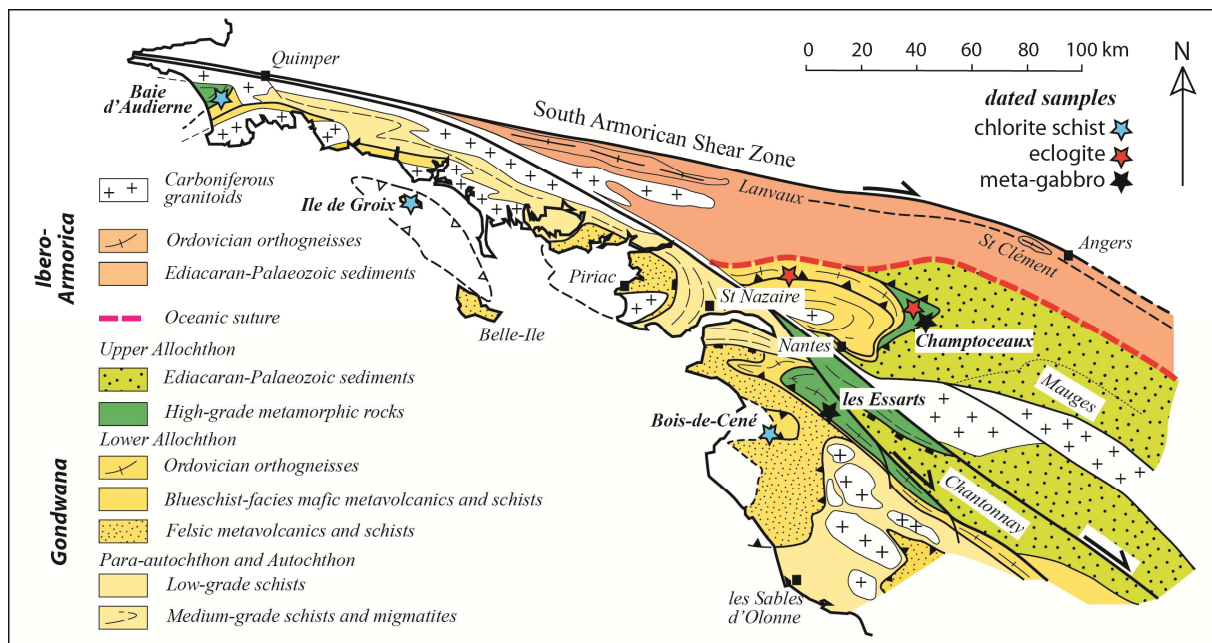 0 20 40 60 80 100 km
N
dated samples
chlorite schist
eclogite
meta-gabbro
Quimper
Baie
d'Audierne
South Armorican Shear Zone
Lanvaux
Ile de Groix
St Clément
Angers
Piriac
St Nazaire
Belle-Ile
Nantes
Champtoceaux
Mauges
les Essarts
Bois-de-Cené
Chantonnay
les Sables
d'Olonne
Ibero-
Armorica
Carboniferous
granitoids
Ordovician orthogneisses
Ediacaran-Palaeozoic sediments
Oceanic suture
Gondwana
Upper Allochthon
Ediacaran-Palaeozoic sediments
High-grade metamorphic rocks
Lower Allochthon
Ordovician orthogneisses
Blueschist-facies mafic metavolcanics and schists
Felsic metavolcanics and schists
Para-autochthon and Autochthon
Low-grade schists
Medium-grade schists and migmatites